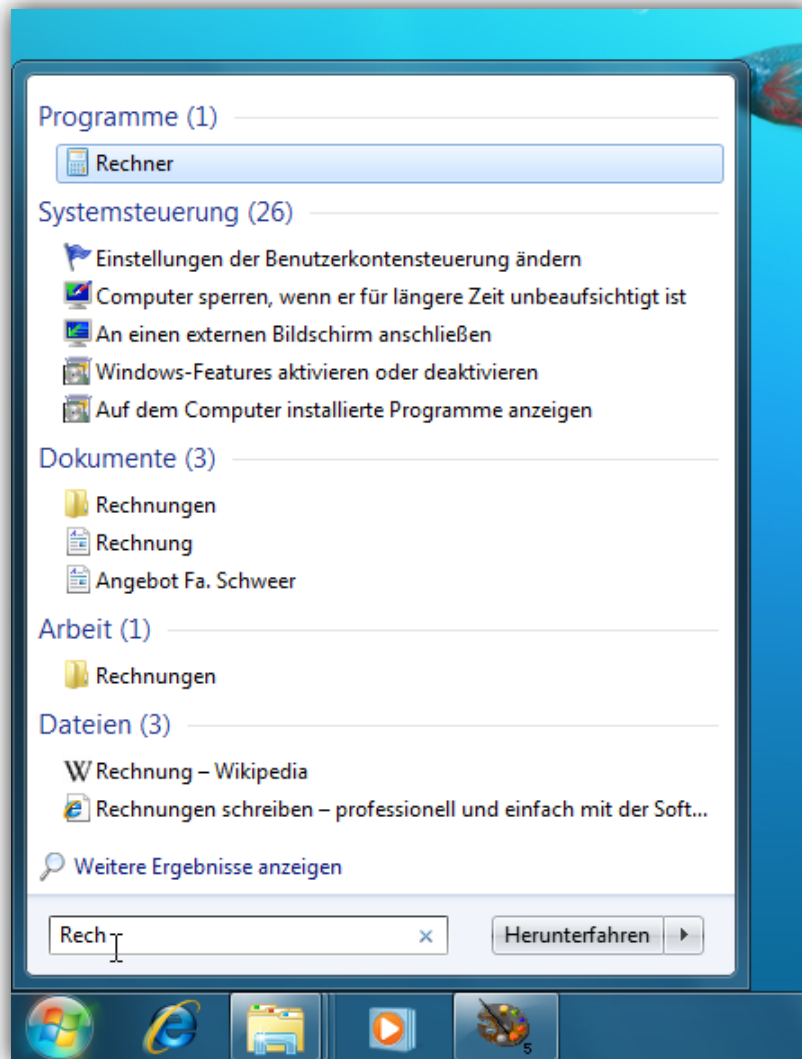 Programme (1)
Rechner
Systemsteuerung (26)
Einstellungen der Benutzerkontensteuerung ändern
Computer sperren, wenn er für längere Zeit unbeaufsichtigt ist
An einen externen Bildschirm anschließen
Windows-Features aktivieren oder deaktivieren
Auf dem Computer installierte Programme anzeigen
Dokumente (3)
Rechnungen
Rechnung
Angebot Fa. Schweer
Arbeit (1)
Rechnungen
Dateien (3)
W Rechnung – Wikipedia
Rechnungen schreiben – professionell und einfach mit der Soft...
Weitere Ergebnisse anzeigen
Rech
Herunterfahren
5